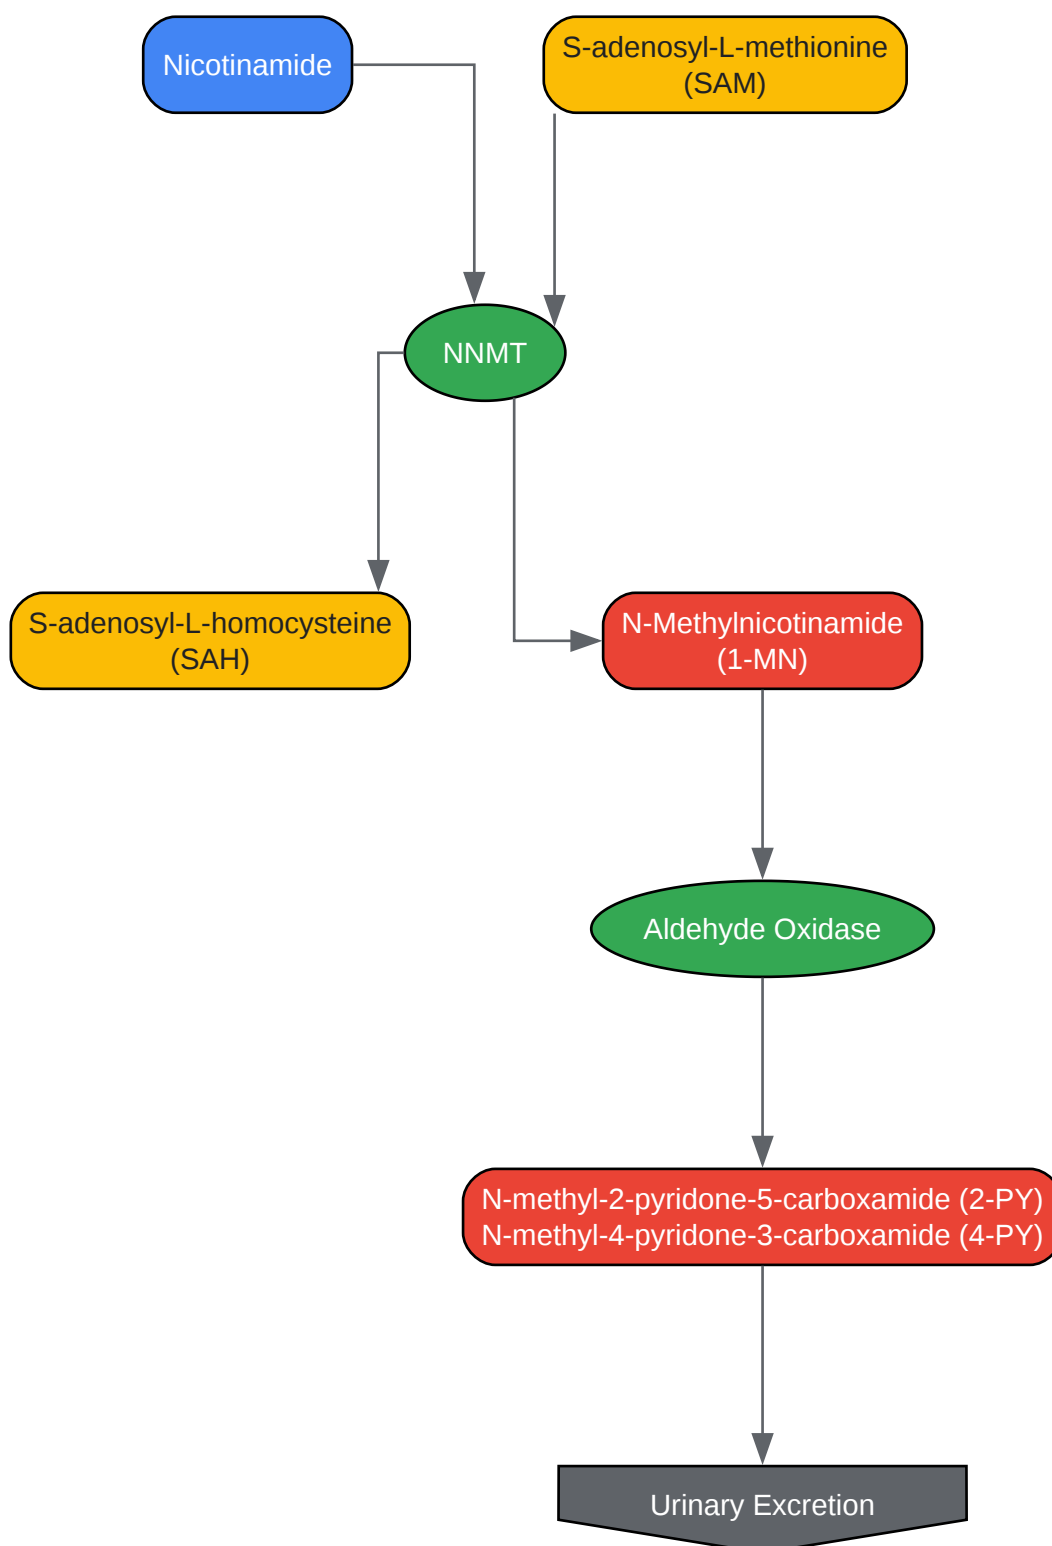 Nicotinamide
S-adenosyl-L-methionine
(SAM)
NNMT
S-adenosyl-L-homocysteine
(SAH)
N-Methylnicotinamide
(1-MN)
Aldehyde Oxidase
N-methyl-2-pyridone-5-carboxamide (2-PY)
N-methyl-4-pyridone-3-carboxamide (4-PY)
Urinary Excretion